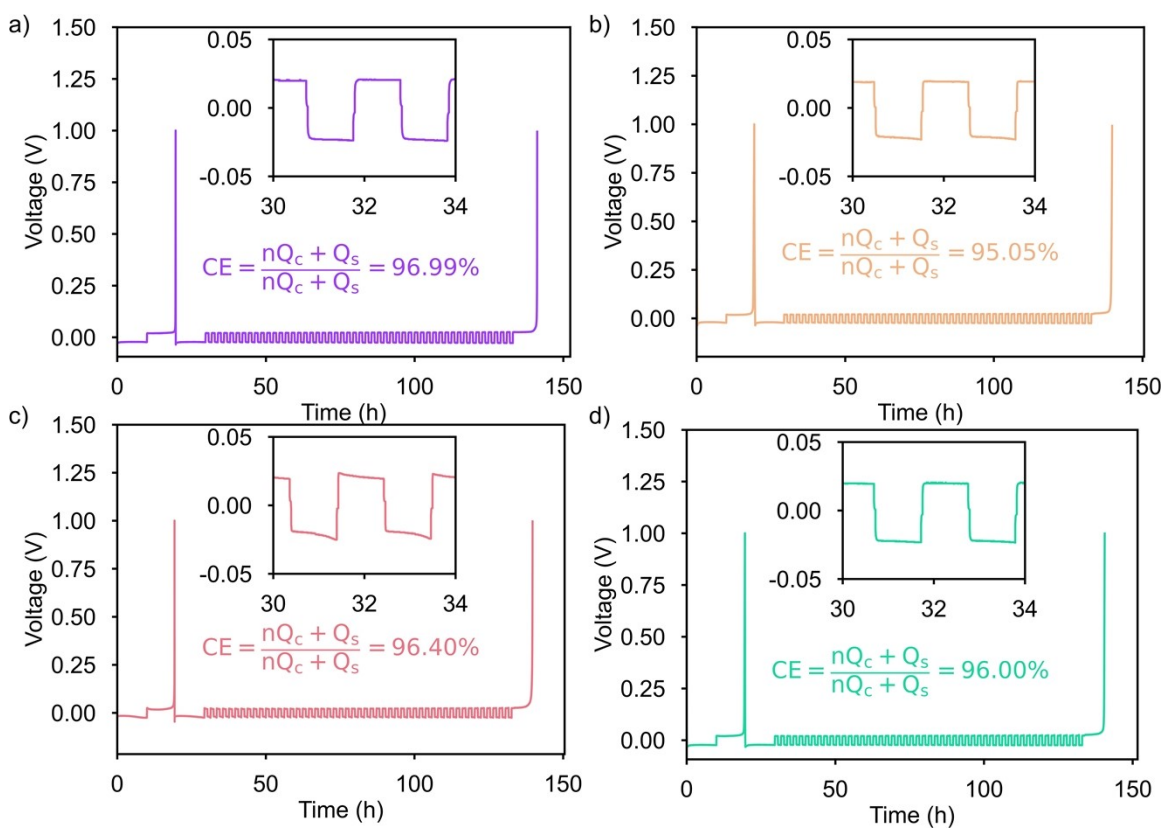 a)
1.50
1.25
1.00
0.75
0.50
0.25
0.00
Voltage (V)
0.05
0.00
-0.05
30 32 34
CE = nQc + Qs / nQc + Qs = 96.99%
0 50 100 150
Time (h)
b)
1.50
1.25
1.00
0.75
0.50
0.25
0.00
Voltage (V)
0.05
0.00
-0.05
30 32 34
CE = nQc + Qs / nQc + Qs = 95.05%
0 50 100 150
Time (h)
c)
1.50
1.25
1.00
0.75
0.50
0.25
0.00
Voltage (V)
0.05
0.00
-0.05
30 32 34
CE = nQc + Qs / nQc + Qs = 96.40%
0 50 100 150
Time (h)
d)
1.50
1.25
1.00
0.75
0.50
0.25
0.00
Voltage (V)
0.05
0.00
-0.05
30 32 34
CE = nQc + Qs / nQc + Qs = 96.00%
0 50 100 150
Time (h)